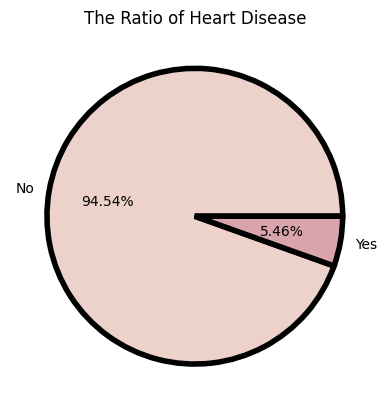 The Ratio of Heart Disease
No
94.54%
5.46%
Yes